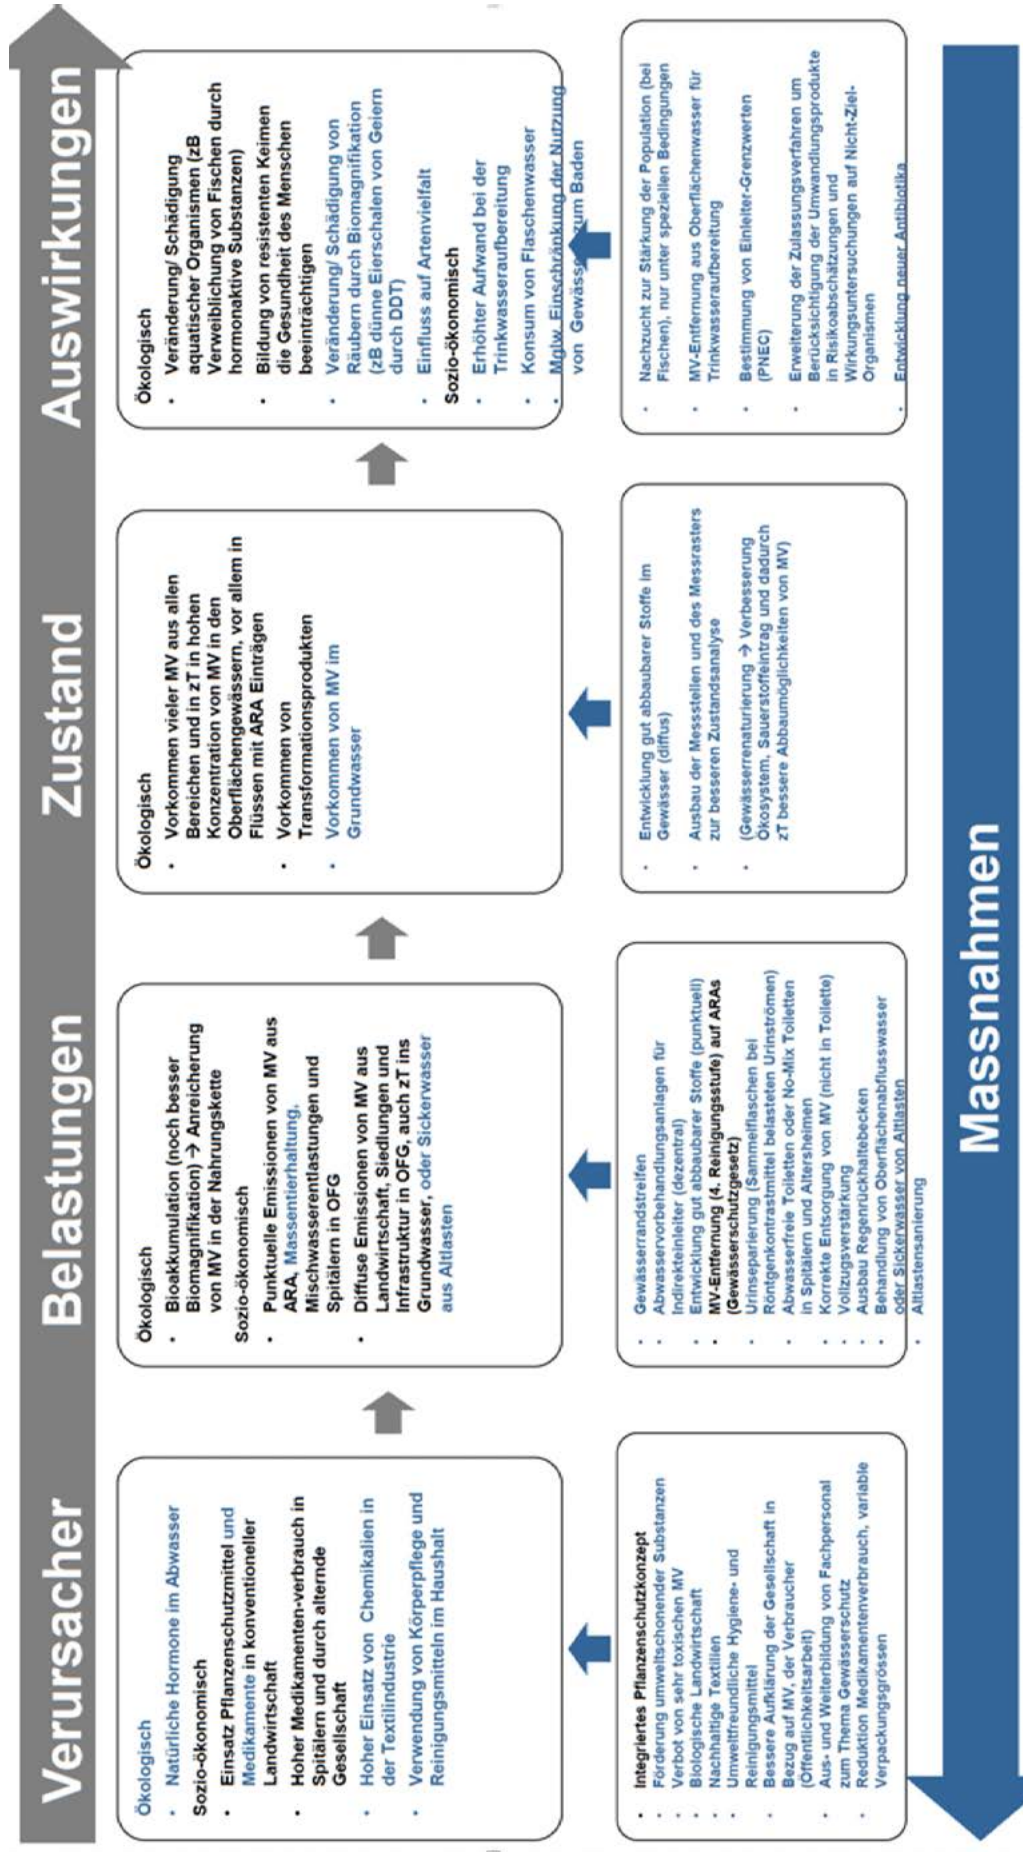 Verursacher
Belastungen
Zustand
Auswirkungen
Ökologisch
• Natürliche Hormone im Abwasser
Sozio-ökonomisch
• Einsatz Pflanzenschutzmittel und
Medikamente in konventioneller
Landwirtschaft
• Hoher Medikamenten-verbrauch in
Spitälern und durch alternde
Gesellschaft
• Hoher Einsatz von Chemikalien in
der Textilindustrie
• Verwendung von Körperpflege und
Reinigungsmitteln im Haushalt
Ökologisch
• Bioakkumulation (noch besser
Biomagnifikation) → Anreicherung
von MV in der Nahrungskette
Sozio-ökonomisch
• Punktuelle Emissionen von MV aus
ARA, Massentierhaltung,
Mischwasserentlastungen und
Spitälern in OFG
• Diffuse Emissionen von MV aus
Landwirtschaft, Siedlungen und
Infrastruktur in OFG, auch zT ins
Grundwasser, oder Sickerwasser
aus Altlasten
Ökologisch
• Vorkommen vieler MV aus allen
Bereichen und in zT in hohen
Konzentration von MV in den
Oberflächengewässern, vor allem in
Flüssen mit ARA Einträgen
• Vorkommen von
Transformationsprodukten
• Vorkommen von MV im
Grundwasser
Ökologisch
• Veränderung/ Schädigung
aquatischer Organismen (zB
Verweiblichung von Fischen durch
hormonaktive Substanzen)
• Bildung von resistenten Keimen
die Gesundheit des Menschen
beeinträchtigen
• Veränderung/ Schädigung von
Räubern durch Biomagnifikation
(zB dünne Eierschalen von Geiern
durch DDT)
• Einfluss auf Artenvielfalt
Sozio-ökonomisch
• Erhöhter Aufwand bei der
Trinkwasseraufbereitung
• Konsum von Flaschenwasser
• Mglw. Einschränkung der Nutzung
von Gewässer zum Baden
• Integriertes Pflanzenschutzkonzept
• Förderung umweltschonender Substanzen
• Verbot von sehr toxischen MV
• Biologische Landwirtschaft
• Nachhaltige Textilien
• Umweltfreundliche Hygiene- und
Reinigungsmittel
• Bessere Aufklärung der Gesellschaft in
Bezug auf MV, der Verbraucher
(Öffentlichkeitsarbeit)
• Aus- und Weiterbildung von Fachpersonal
zum Thema Gewässerschutz
• Reduktion Medikamentenverbrauch, variable
Verpackungsgrössen
• Gewässerrandstreifen
• Abwasservorbehandlungsanlagen für
Indirekteinleiter (dezentral)
• Entwicklung gut abbaubarer Stoffe (punktuell)
• MV-Entfernung (4. Reinigungsstufe) auf ARAs
(Gewässerschutzgesetz)
• Urinseparierung (Sammelflaschen bei
Röntgenkontrastmittel belasteten Urinströmen)
• Abwasserfreie Toiletten oder No-Mix Toiletten
in Spitälern und Altersheimen
• Korrekte Entsorgung von MV (nicht in Toilette)
• Vollzugsverstärkung
• Ausbau Regenrückhaltebecken
• Behandlung von Oberflächenabflusswasser
oder Sickerwasser von Altlasten
• Altlastensanierung
• Entwicklung gut abbaubarer Stoffe im
Gewässer (diffus)
• Ausbau der Messstellen und des Messrasters
zur besseren Zustandsanalyse
• (Gewässerrenaturierung → Verbesserung
Ökosystem, Sauerstoffeintrag und dadurch
zT bessere Abbaumöglichkeiten von MV)
• Nachzucht zur Stärkung der Population (bei
Fischen), nur unter speziellen Bedingungen
• MV-Entfernung aus Oberflächenwasser für
Trinkwasseraufbereitung
• Bestimmung von Einleiter-Grenzwerten
(PNEC)
• Erweiterung der Zulassungsverfahren um
Berücksichtigung der Umwandlungsprodukte
in Risikoabschätzungen und
Wirkungsuntersuchungen auf Nicht-Ziel-
Organismen
• Entwicklung neuer Antibiotika
Massnahmen